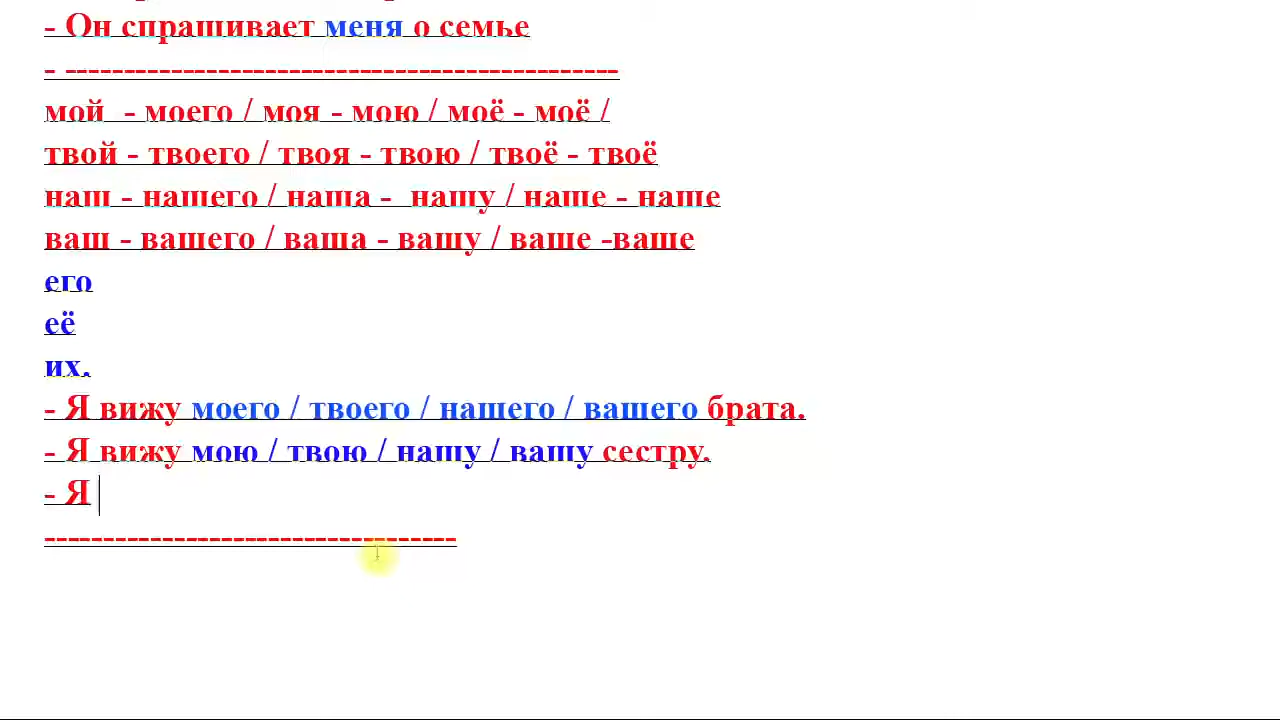 - Он спрашивает меня о семье
- -----------------------------------------------
мой - моего / моя - мою / моё - моё /
твой - твоего / твоя - твою / твоё - твоё
наш - нашего / наша - нашу / наше - наше
ваш - вашего / ваша - вашу / ваше -ваше
его
её
их.
- Я вижу моего / твоего / нашего / вашего брата.
- Я вижу мою / твою / нашу / вашу сестру.
- Я
-----------------------------------